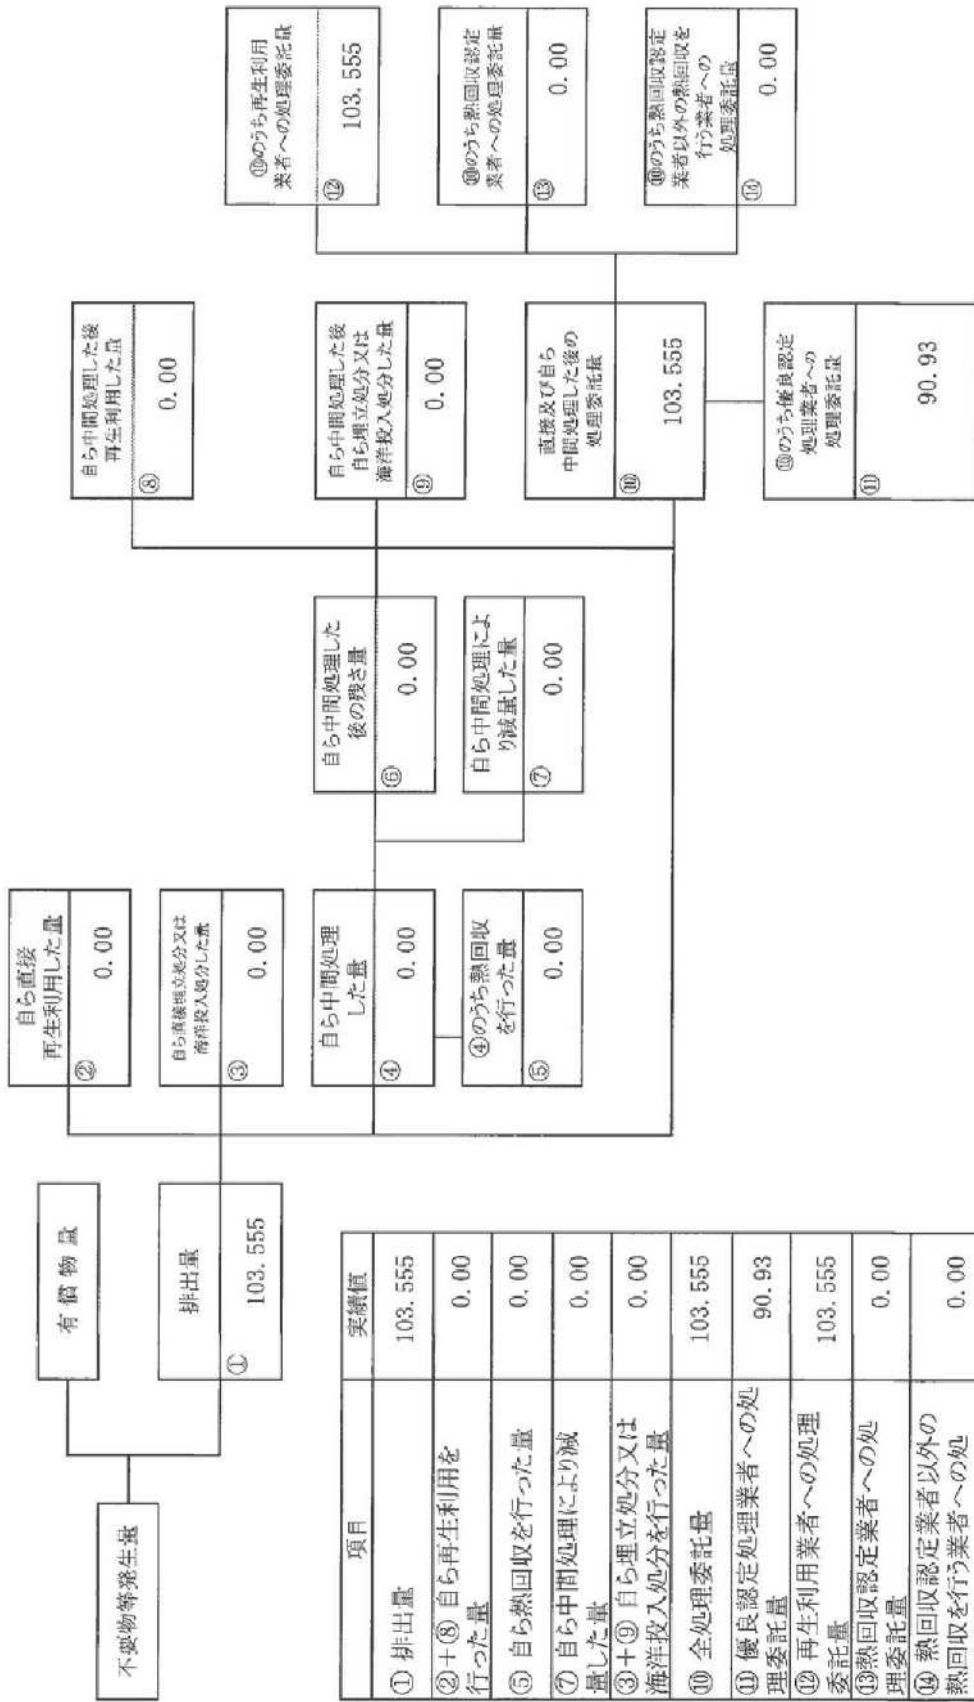 不要物等発生量
有償物量
排出量
① 103.555
自ら直接
再生利用した量
② 0.00
自ら直接埋立処分又は
海洋投入処分した量
③ 0.00
自ら中間処理
した量
④ 0.00
④のうち熱回収
を行った量
⑤ 0.00
自ら中間処理した
後の残さ量
⑥ 0.00
自ら中間処理によ
り減量した量
⑦ 0.00
自ら中間処理した後
再生利用した量
⑧ 0.00
自ら中間処理した後
自ら埋立処分又は
海洋投入処分した量
⑨ 0.00
直接及び自ら
中間処理した後の
処理委託量
⑩ 103.555
⑩のうち優良認定
処理業者への
処理委託量
⑪ 90.93
⑩のうち再生利用
業者への処理委託量
⑫ 103.555
⑩のうち熱回収認定
業者への処理委託量
⑬ 0.00
⑩のうち熱回収認定
業者以外の熱回収を
行う業者への
処理委託量
⑭ 0.00
項目 実績値
① 排出量 103.555
②+⑧ 自ら再生利用を
行った量 0.00
⑤ 自ら熱回収を行った量 0.00
⑦ 自ら中間処理により減
量した量 0.00
③+⑨ 自ら埋立処分又は
海洋投入処分を行った量 0.00
⑩ 全処理委託量 103.555
⑪ 優良認定処理業者への処
理委託量 90.93
⑫ 再生利用業者への処理
委託量 103.555
⑬熱回収認定業者への処
理委託量 0.00
⑭ 熱回収認定業者以外の
熱回収を行う業者への処 0.00